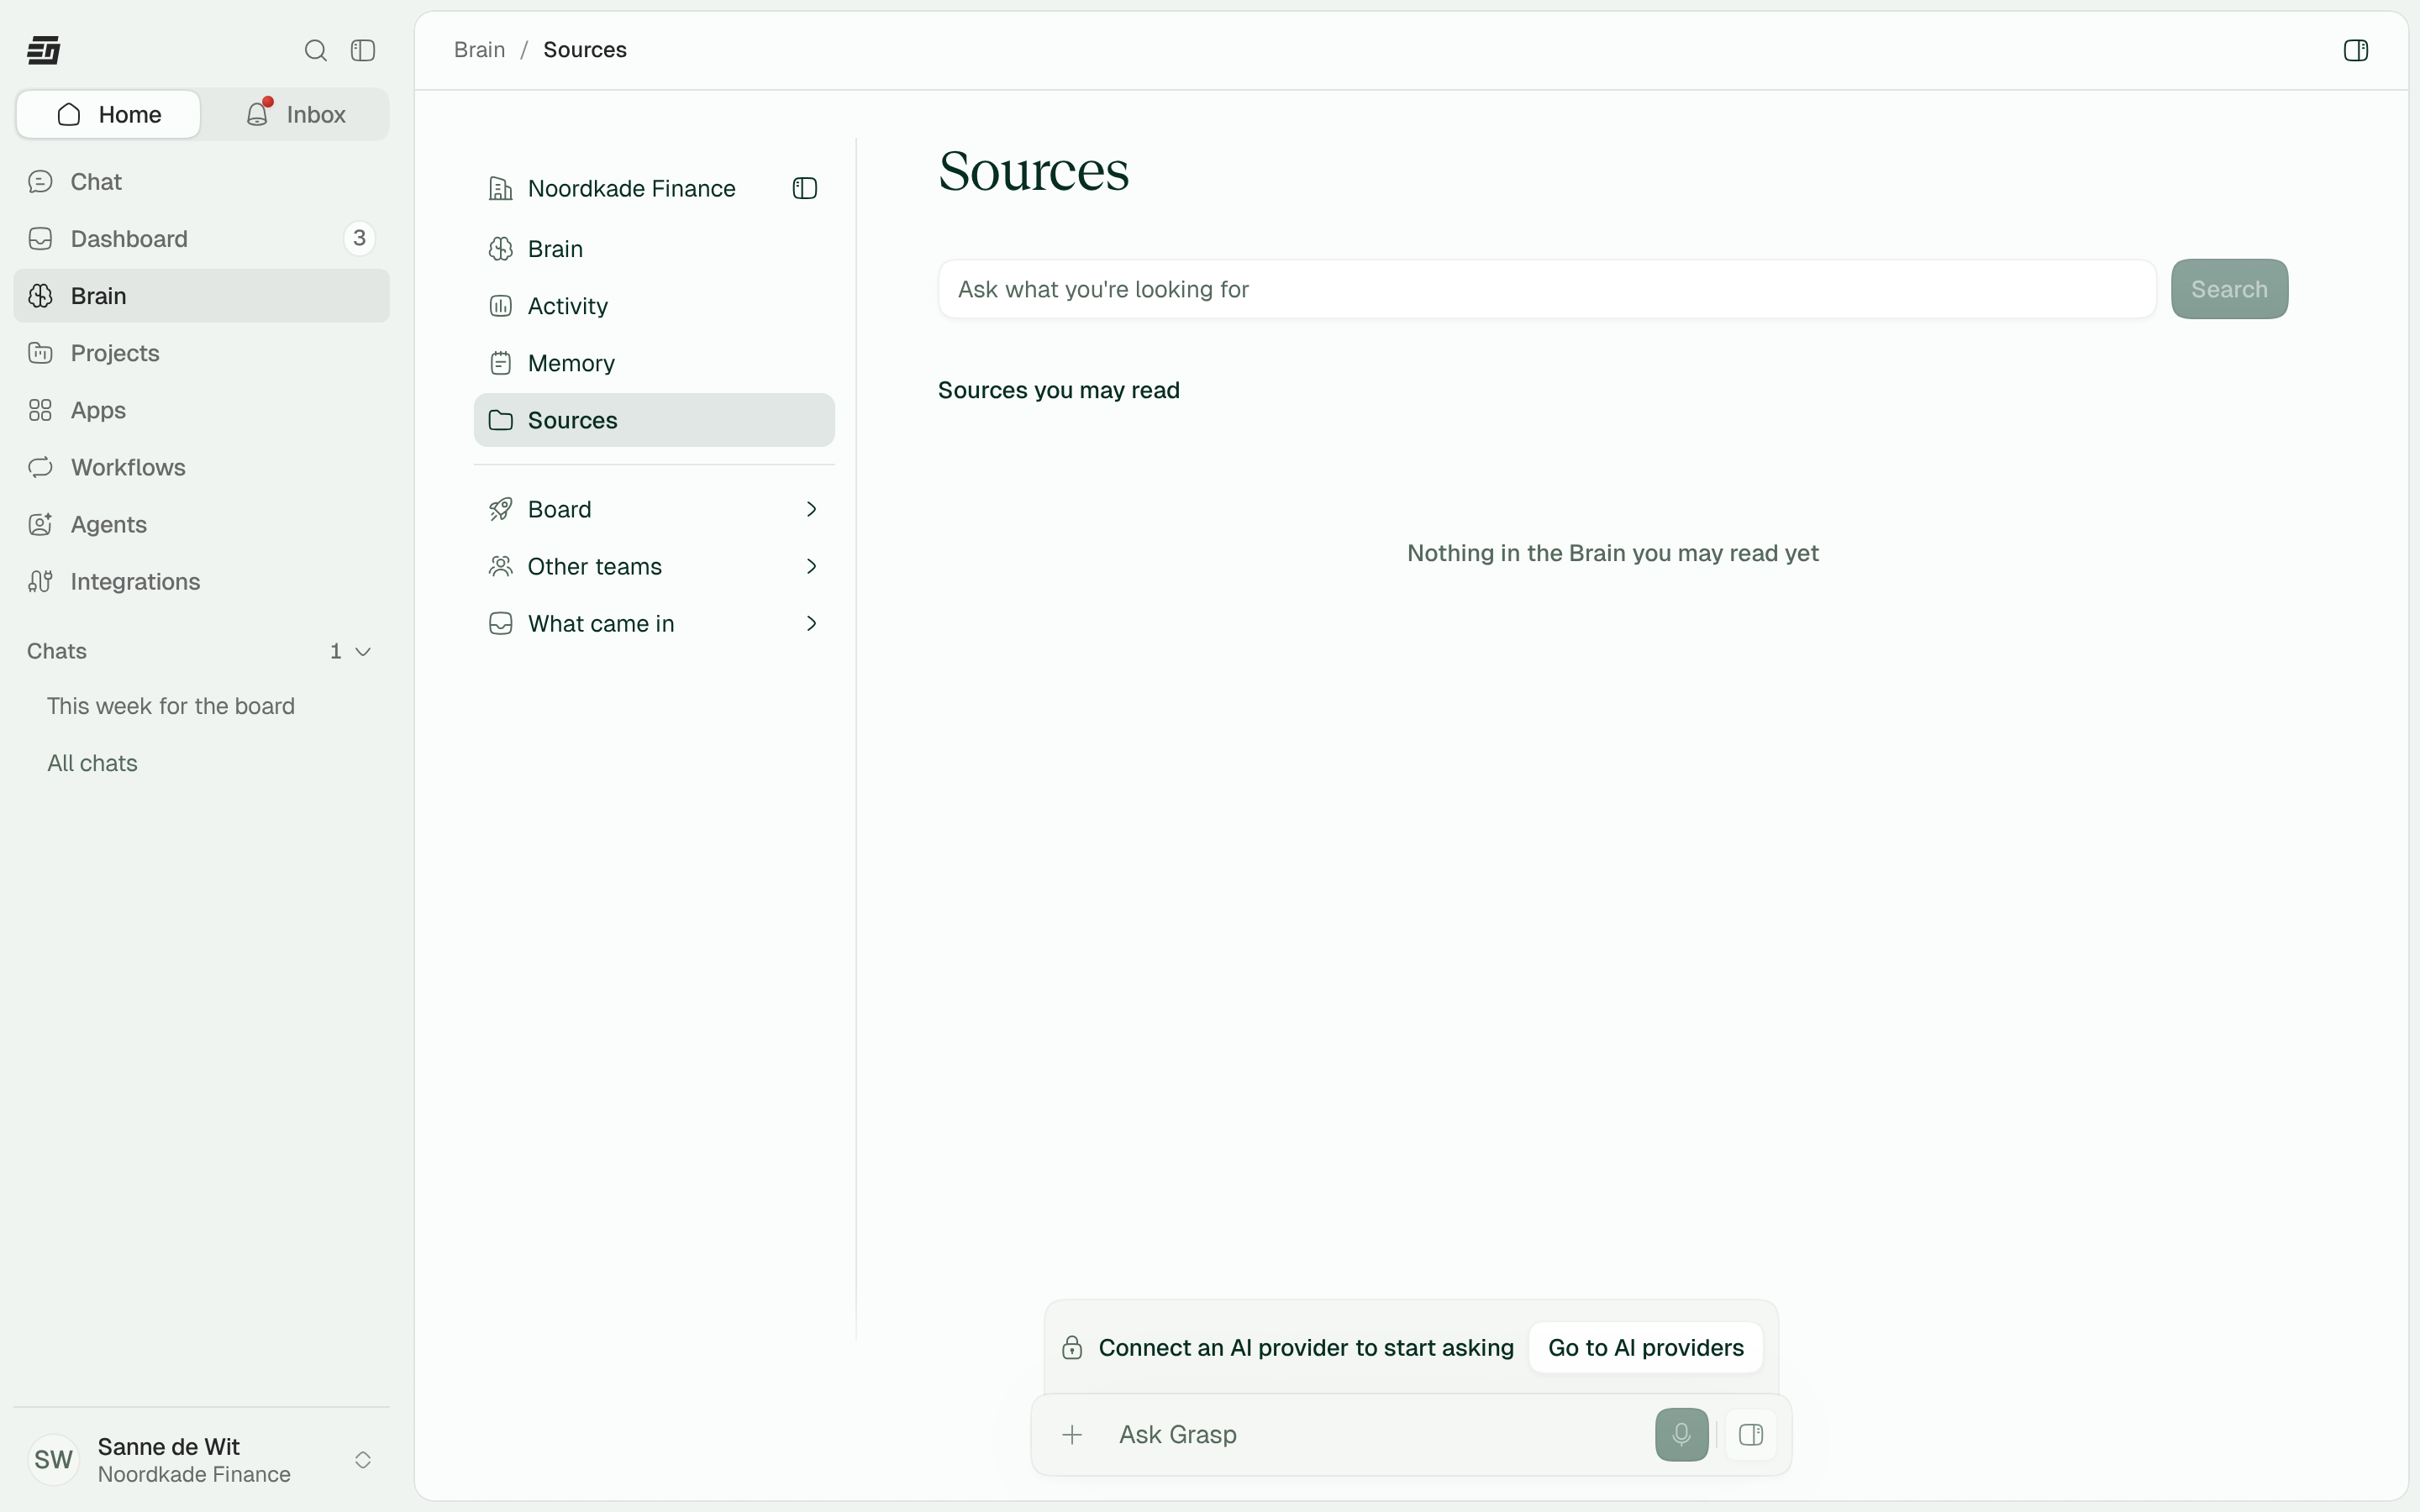 Home
Inbox
Chat
Dashboard
3
Brain
Projects
Apps
Workflows
Agents
Integrations
Chats
1
This week for the board
All chats
SW
Sanne de Wit
Noordkade Finance
Brain / Sources
Noordkade Finance
Brain
Activity
Memory
Sources
Board
Other teams
What came in
Sources
Ask what you're looking for
Search
Sources you may read
Nothing in the Brain you may read yet
Connect an AI provider to start asking
Go to AI providers
Ask Grasp